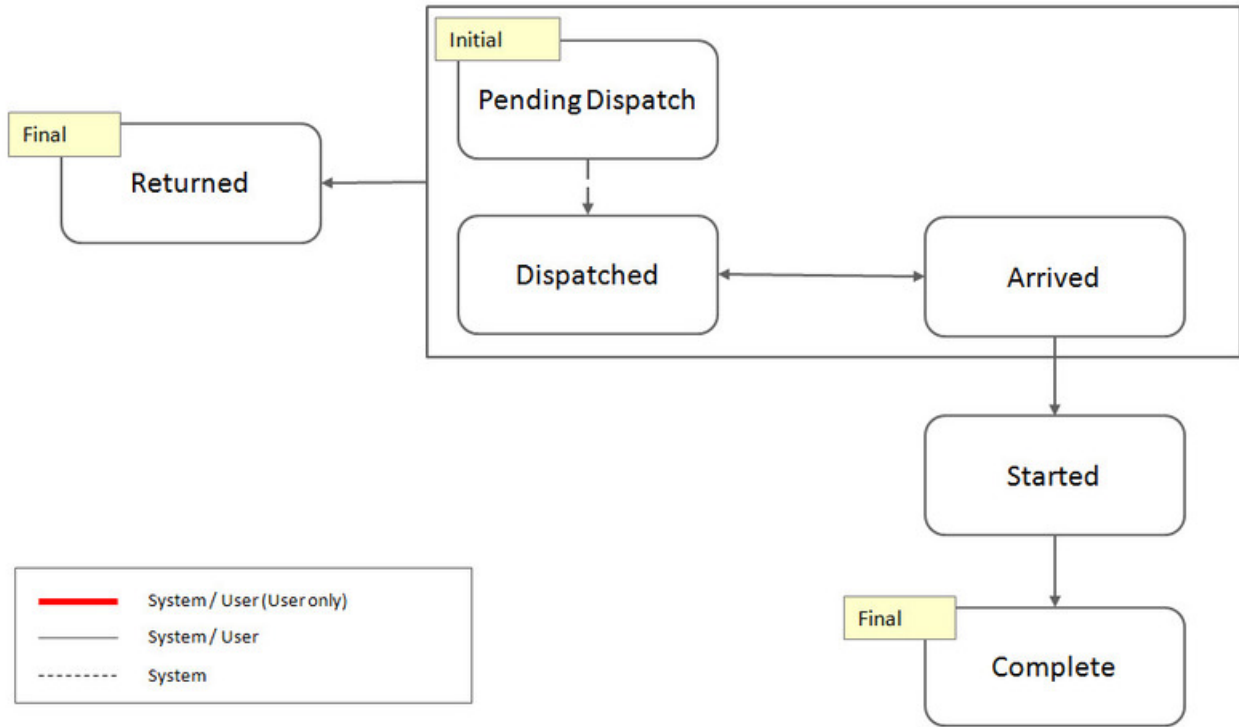 Initial
Pending Dispatch
Final
Returned
Dispatched
Arrived
Started
System / User (User only)
System / User
System
Final
Complete